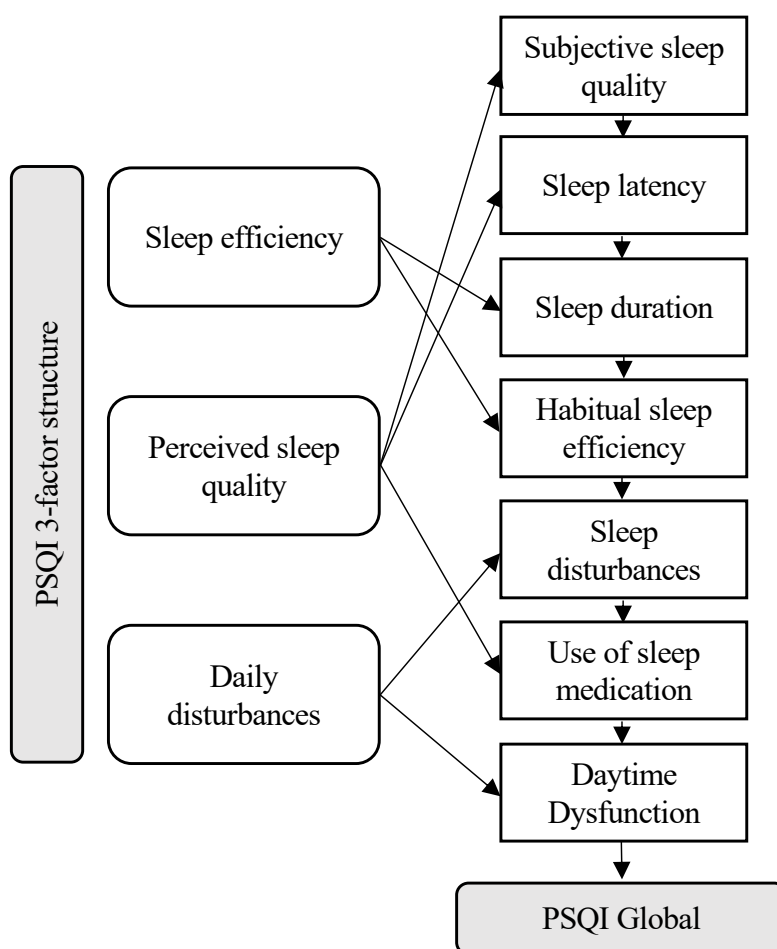 PSQI 3-factor structure
Sleep efficiency
Perceived sleep
quality
Daily
disturbances
Subjective sleep
quality
Sleep latency
Sleep duration
Habitual sleep
efficiency
Sleep
disturbances
Use of sleep
medication
Daytime
Dysfunction
PSQI Global